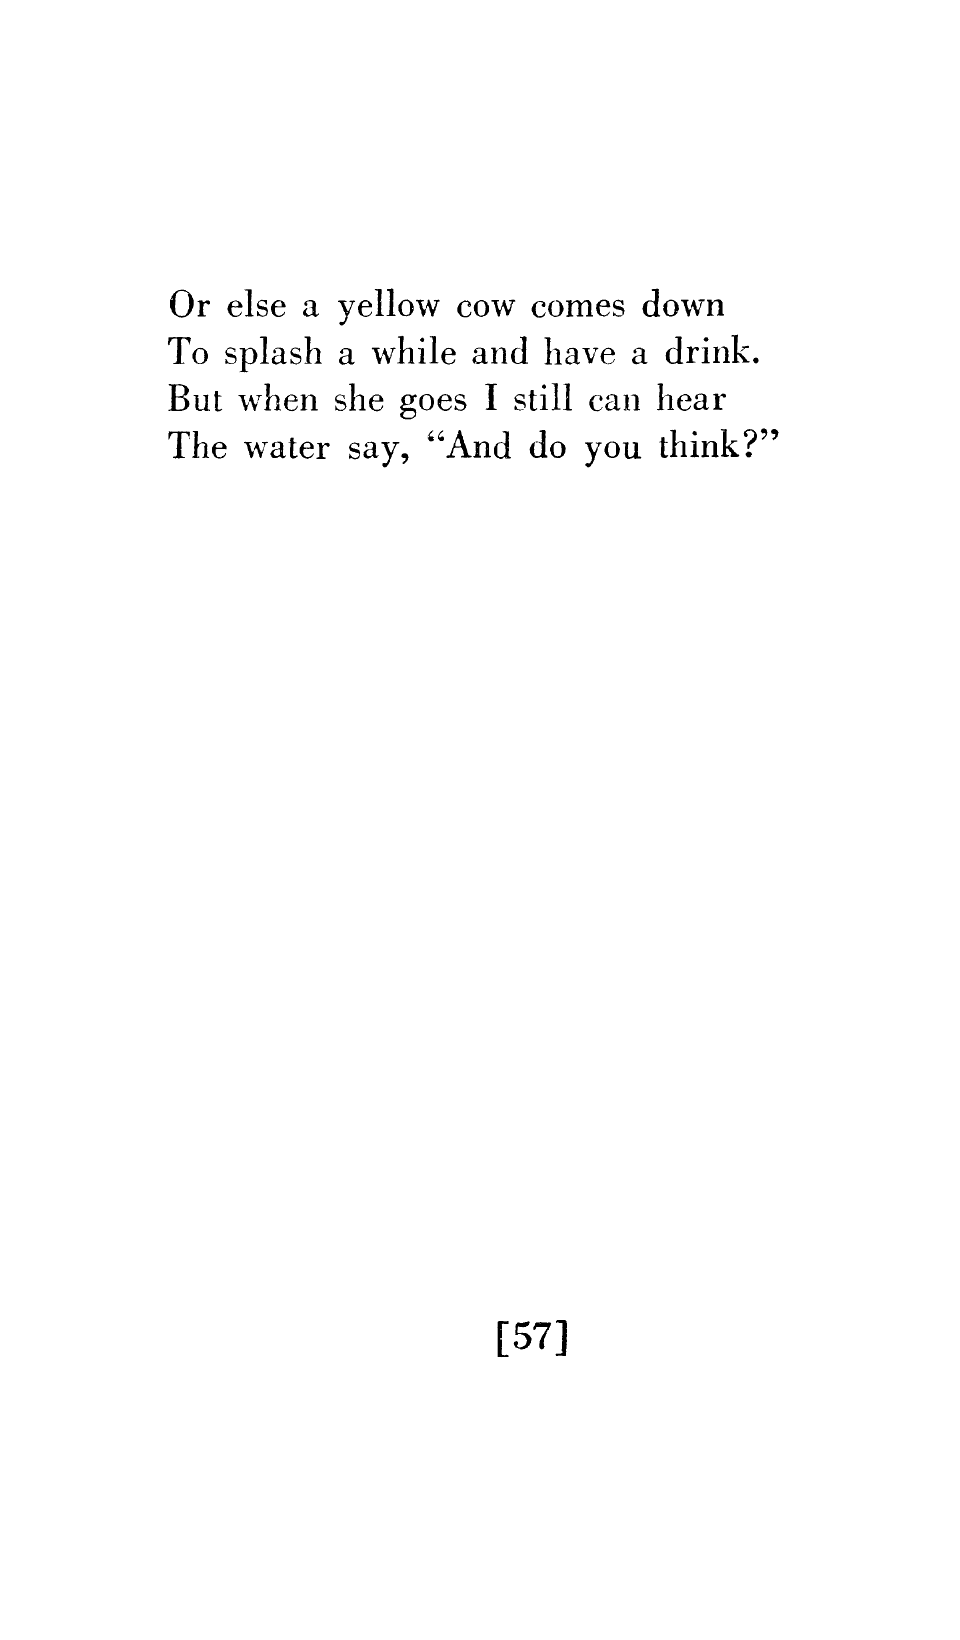 Or else a yellow cow comes down
To splash a while and have a drink.
But when she goes I still can hear
The water say, “And do you think?”
[57]